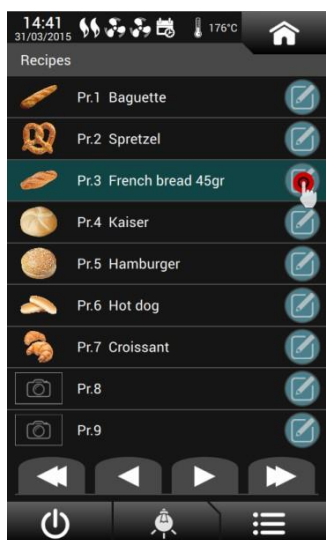 14:41
31/03/2015
176°C
Recipes
Pr.1 Baguette
Pr.2 Spretzel
Pr.3 French bread 45gr
Pr.4 Kaiser
Pr.5 Hamburger
Pr.6 Hot dog
Pr.7 Croissant
Pr.8
Pr.9